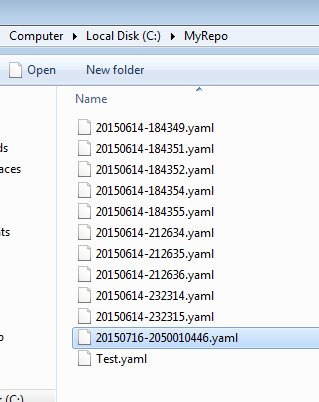 Computer ▸ Local Disk (C:) ▸ MyRepo
Open New folder
Name
20150614-184349.yaml
20150614-184351.yaml
ds
20150614-184352.yaml
aces
20150614-184354.yaml
20150614-184355.yaml
nts
20150614-212634.yaml
20150614-212635.yaml
20150614-212636.yaml
20150614-232314.yaml
20150614-232315.yaml
o
20150716-2050010446.yaml
Test.yaml
(C:)